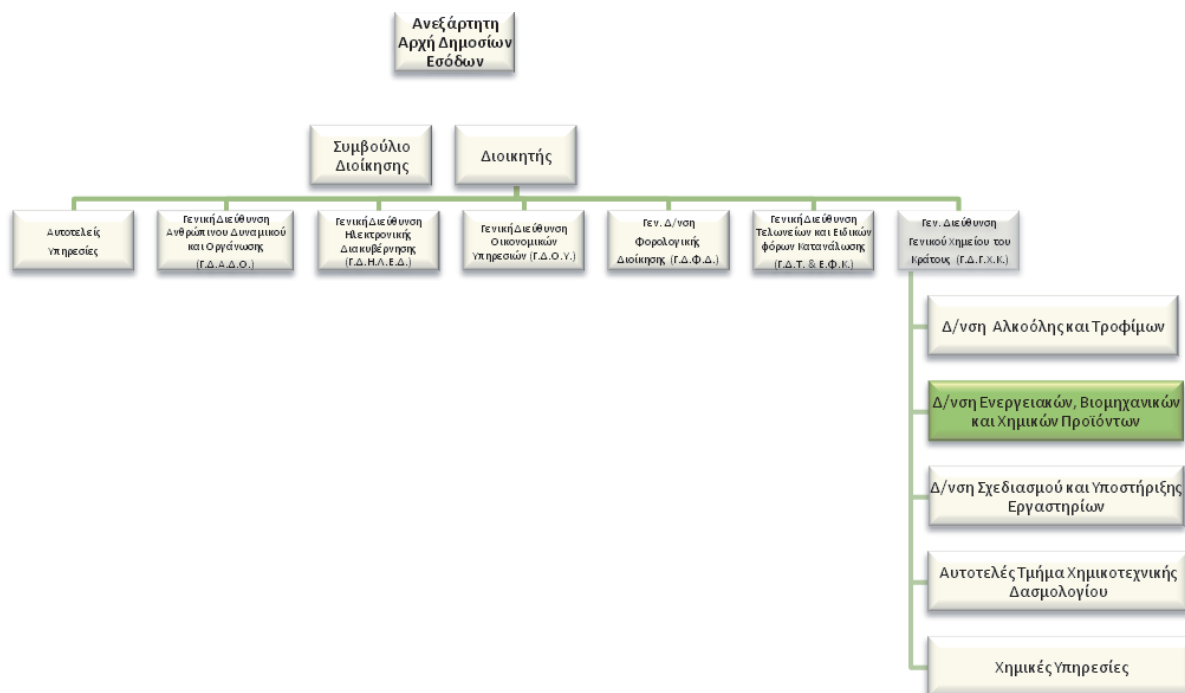 Ανεξάρτητη
Αρχή Δημοσίων
Εσόδων
Συμβούλιο
Διοίκησης
Διοικητής
Αυτοτελείς
Υπηρεσίες
Γενική Διεύθυνση
Ανθρώπινου Δυναμικού
και Οργάνωσης
(Γ.Δ.Α.Δ.Ο.)
Γενική Διεύθυνση
Ηλεκτρονικής
Διακυβέρνησης
(Γ.Δ.Η.Λ.Ε.Δ.)
Γενική Διεύθυνση
Οικονομικών
Υπηρεσιών (Γ.Δ.Ο.Υ.)
Γεν. Δ/νση
Φορολογικής
Διοίκησης (Γ.Δ.Φ.Δ.)
Γενική Διεύθυνση
Τελωνείων και Ειδικών
φόρων Κατανάλωσης
(Γ.Δ.Τ. & Ε.Φ.Κ.)
Γεν. Διεύθυνση
Γενικού Χημείου του
Κράτους (Γ.Δ.Γ.Χ.Κ.)
Δ/νση Αλκοόλης και Τροφίμων
Δ/νση Ενεργειακών, Βιομηχανικών
και Χημικών Προϊόντων
Δ/νση Σχεδιασμού και Υποστήριξης
Εργαστηρίων
Αυτοτελές Τμήμα Χημικοτεχνικής
Δασμολογίου
Χημικές Υπηρεσίες